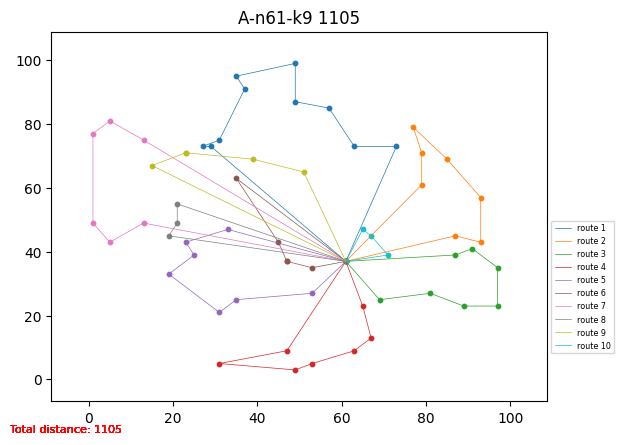 A-n61-k9 1105
100
80
60
40
20
0
0 20 40 60 80 100
route 1
route 2
route 3
route 4
route 5
route 6
route 7
route 8
route 9
route 10
Total distance: 1105